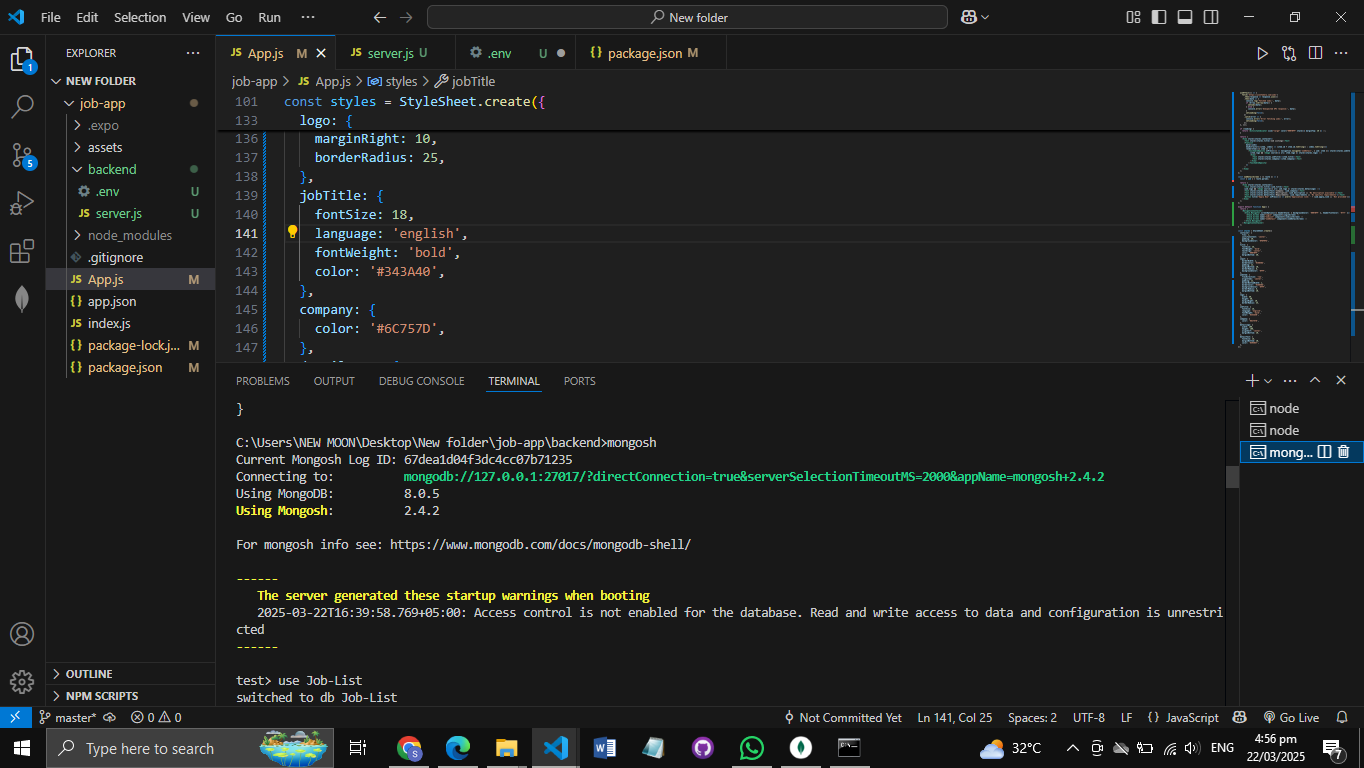 File Edit Selection View Go Run ··· New folder
EXPLORER ···
NEW FOLDER
job-app
.expo
assets
backend
.env U
server.js U
node_modules
.gitignore
App.js M
app.json
index.js
package-lock.j... M
package.json M
OUTLINE
NPM SCRIPTS
1
5
App.js M server.js U .env U package.json M
job-app > App.js > styles > jobTitle
101 const styles = StyleSheet.create({
133 logo: {
136 marginRight: 10,
137 borderRadius: 25,
138 },
139 jobTitle: {
140 fontSize: 18,
141 language: 'english',
142 fontWeight: 'bold',
143 color: '#343A40',
144 },
145 company: {
146 color: '#6C757D',
147 },
PROBLEMS OUTPUT DEBUG CONSOLE TERMINAL PORTS
node
node
mong...
}
C:\Users\NEW MOON\Desktop\New folder\job-app\backend>mongosh
Current Mongosh Log ID: 67dea1d04f3dc4cc07b71235
Connecting to: mongodb://127.0.0.1:27017/?directConnection=true&serverSelectionTimeoutMS=2000&appName=mongosh+2.4.2
Using MongoDB: 8.0.5
Using Mongosh: 2.4.2
For mongosh info see: https://www.mongodb.com/docs/mongodb-shell/
------
The server generated these startup warnings when booting
2025-03-22T16:39:58.769+05:00: Access control is not enabled for the database. Read and write access to data and configuration is unrestri
cted
------
test> use Job-List
switched to db Job-List
master* 0 0 Not Committed Yet Ln 141, Col 25 Spaces: 2 UTF-8 LF { } JavaScript Go Live
Type here to search 32°C ENG 4:56 pm
22/03/2025
7